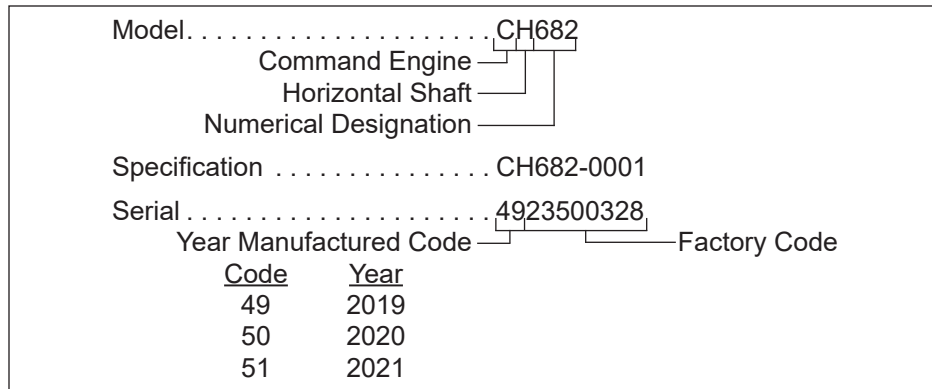 Model. . . . . . . . . . . . . . . . . . . . . CH682
Command Engine
Horizontal Shaft
Numerical Designation
Specification . . . . . . . . . . . . . . . CH682-0001
Serial . . . . . . . . . . . . . . . . . . . . . 4923500328
Year Manufactured Code Factory Code
Code Year
49 2019
50 2020
51 2021